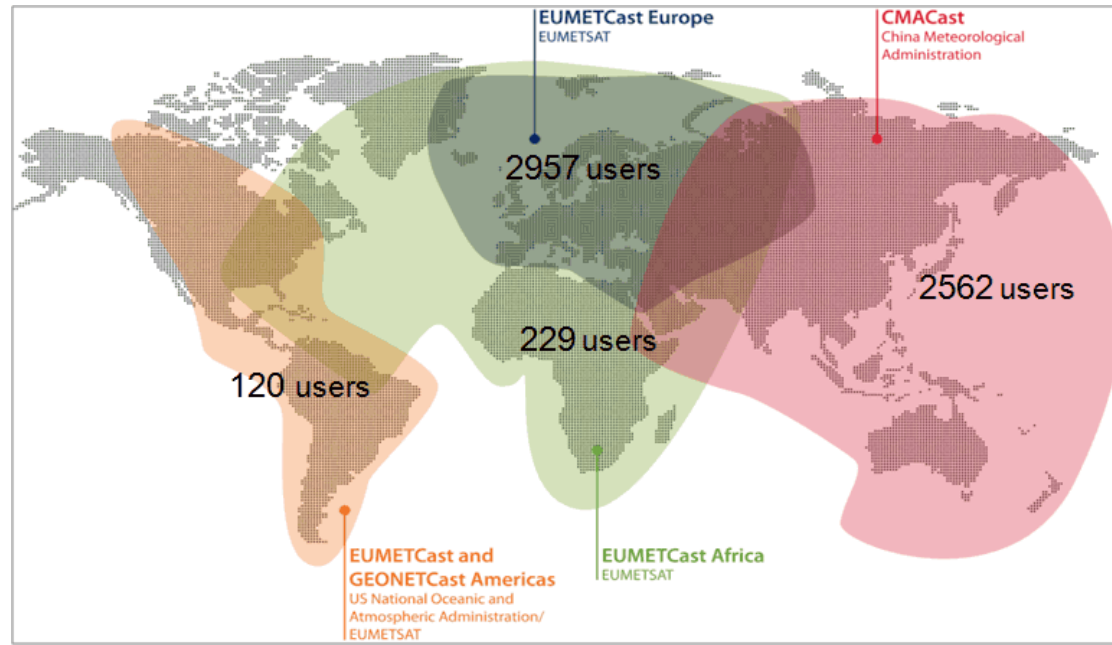 EUMETCast Europe
EUMETSAT
CMACast
China Meteorological
Administration
2957 users
2562 users
229 users
120 users
EUMETCast and
GEONETCast Americas
US National Oceanic and
Atmospheric Administration/
EUMETSAT
EUMETCast Africa
EUMETSAT